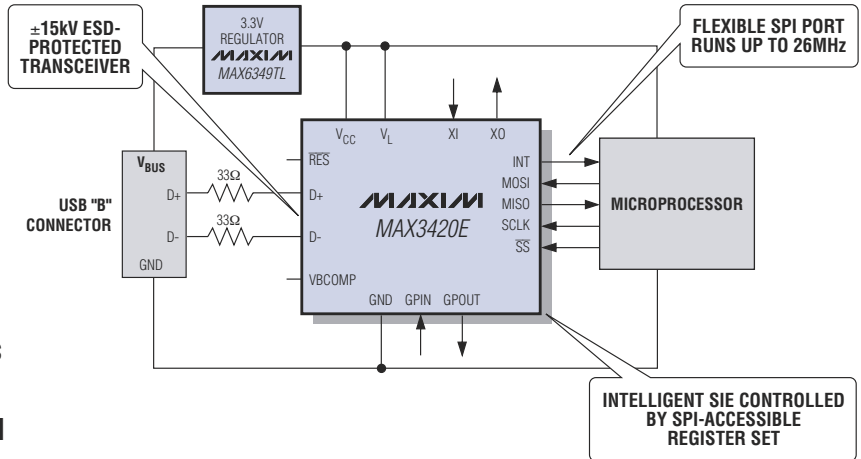 ±15kV ESD-
PROTECTED
TRANSCEIVER
3.3V
REGULATOR
MAXIM
MAX6349TL
FLEXIBLE SPI PORT
RUNS UP TO 26MHz
USB "B"
CONNECTOR
VBUS
D+
D-
GND
33Ω
33Ω
VCC
VL
XI
XO
RES
D+
D-
VBCOMP
MAXIM
MAX3420E
INT
MOSI
MISO
SCLK
SS
GND
GPIN
GPOUT
MICROPROCESSOR
INTELLIGENT SIE CONTROLLED
BY SPI-ACCESSIBLE
REGISTER SET